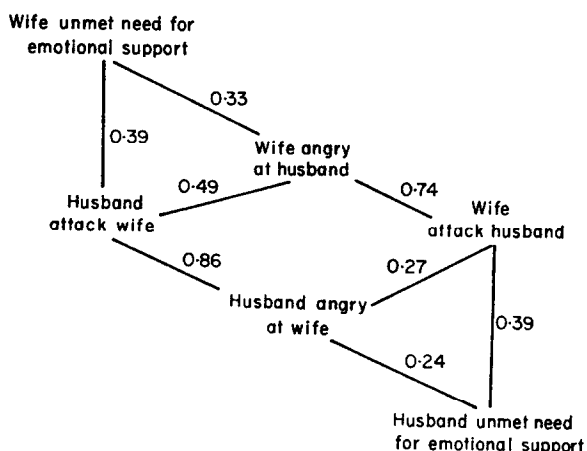 Wife unmet need for
emotional support
0·33
0·39
Wife angry
at husband
0·49
0·74
Husband
attack wife
Wife
attack husband
0·86
0·27
Husband angry
at wife
0·39
0·24
Husband unmet need
for emotional support